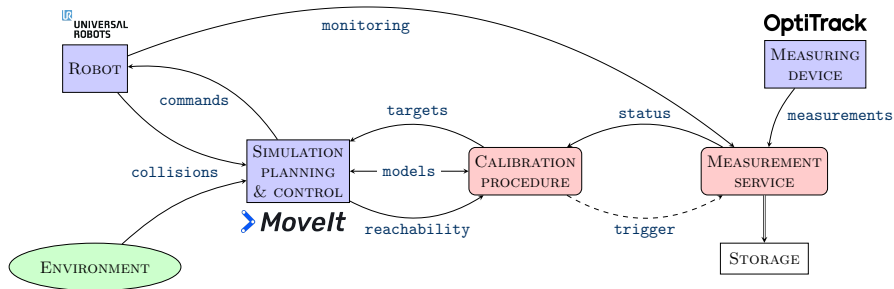 UR
UNIVERSAL
ROBOTS
OptiTrack
monitoring
ROBOT
MEASURING
DEVICE
commands
targets
status
measurements
collisions
SIMULATION
PLANNING
& CONTROL
models
CALIBRATION
PROCEDURE
MEASUREMENT
SERVICE
MoveIt
reachability
trigger
ENVIRONMENT
STORAGE